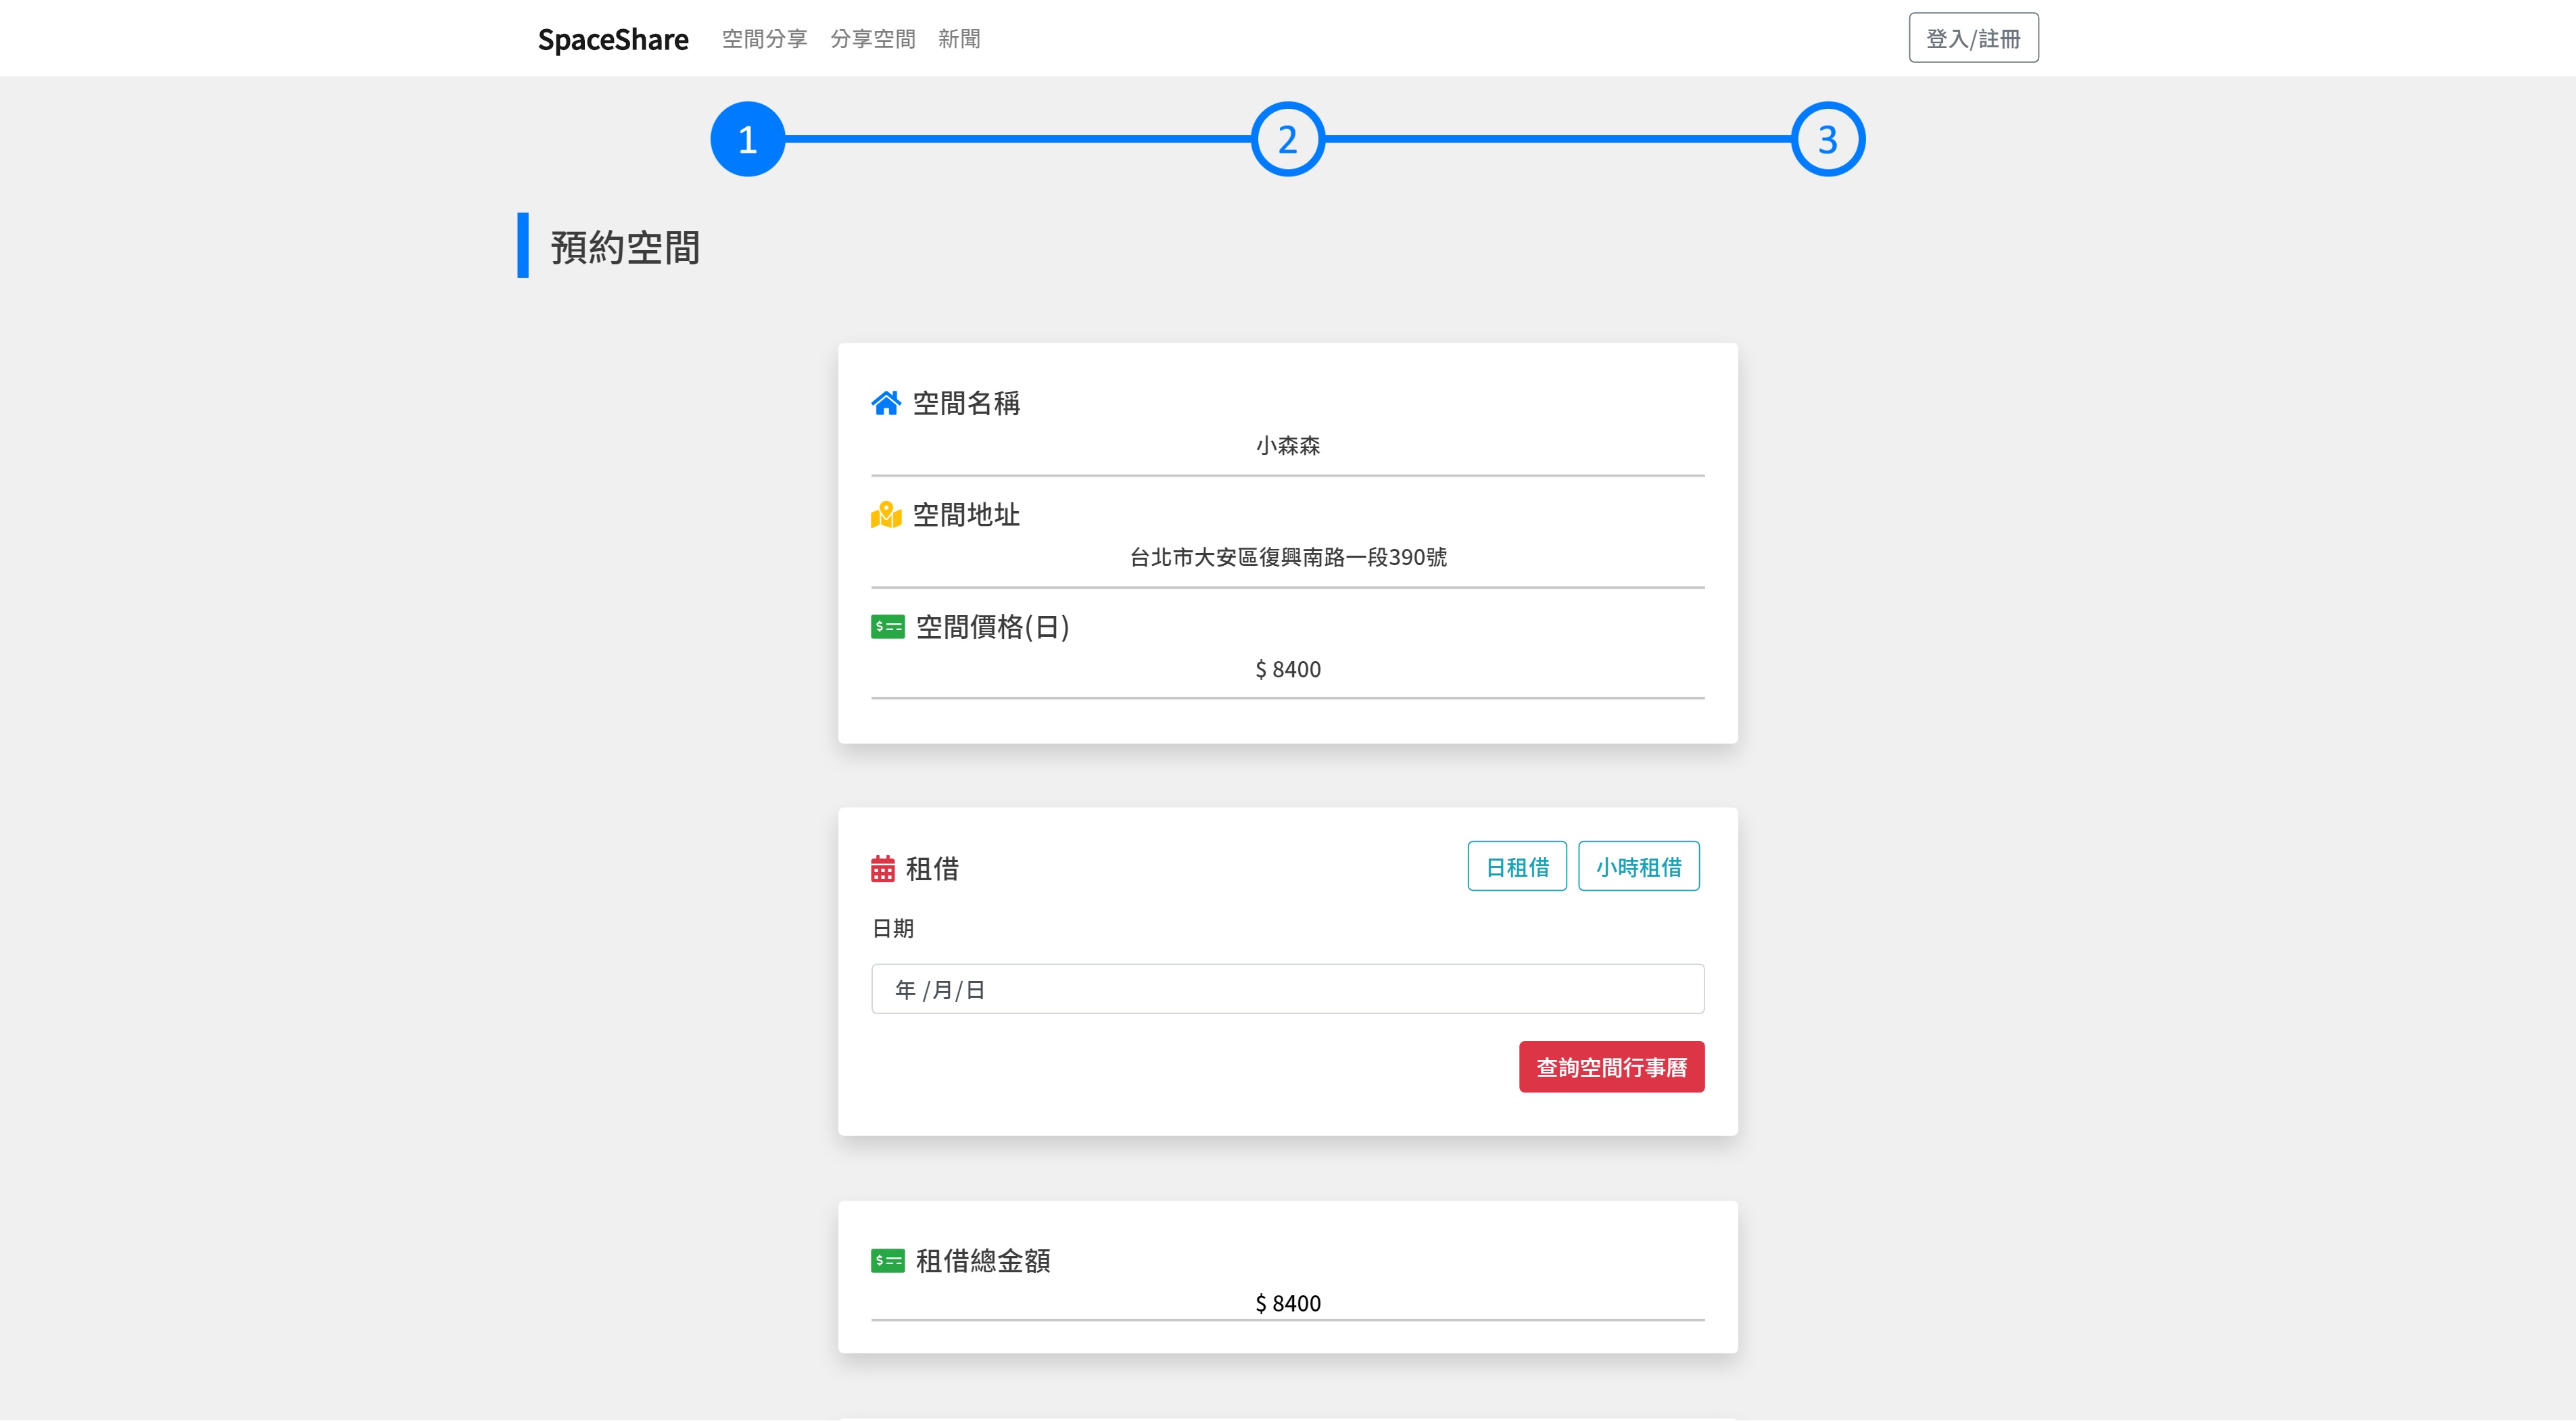 SpaceShare 空間分享 分享空間 新聞 登入/註冊
1 2 3
預約空間
空間名稱
小森森
空間地址
台北市大安區復興南路一段390號
空間價格(日)
$ 8400
租借 日租借 小時租借
日期
年 /月/日
查詢空間行事曆
租借總金額
$ 8400